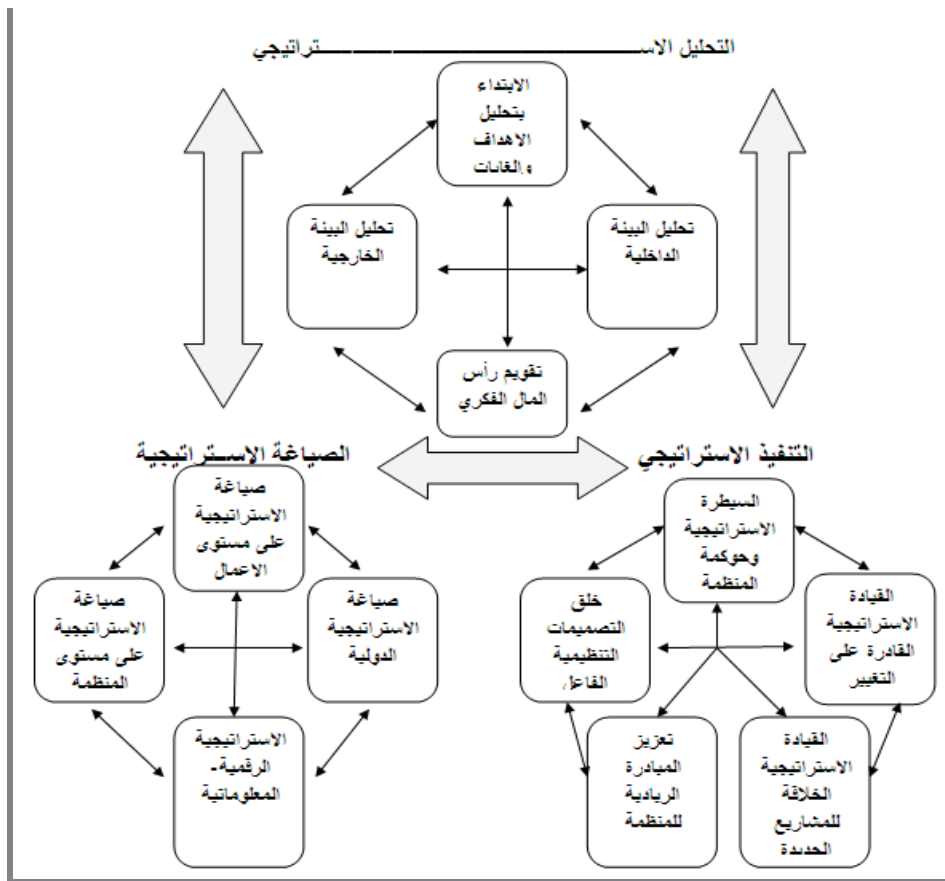 التحليل الاستراتيجي
الابتداء
بتحليل
الاهداف
والغايات
تحليل البيئة
الداخلية
تحليل البيئة
الخارجية
تقويم رأس
المال الفكري
التنفيذ الاستراتيجي
السيطرة
الاستراتيجية
وحوكمة
المنظمة
القيادة
الاستراتيجية
القادرة على
التغيير
خلق
التصميمات
التنظيمية
الفاعل
القيادة
الاستراتيجية
الخلاقة
للمشاريع
الجديدة
تعزيز
المبادرة
الريادية
للمنظمة
الصياغة الاستراتيجية
صياغة
الاستراتيجية
على مستوى
الاعمال
صياغة
الاستراتيجية
الدولية
صياغة
الاستراتيجية
على مستوى
المنظمة
الاستراتيجية
الرقمية-
المعلوماتية